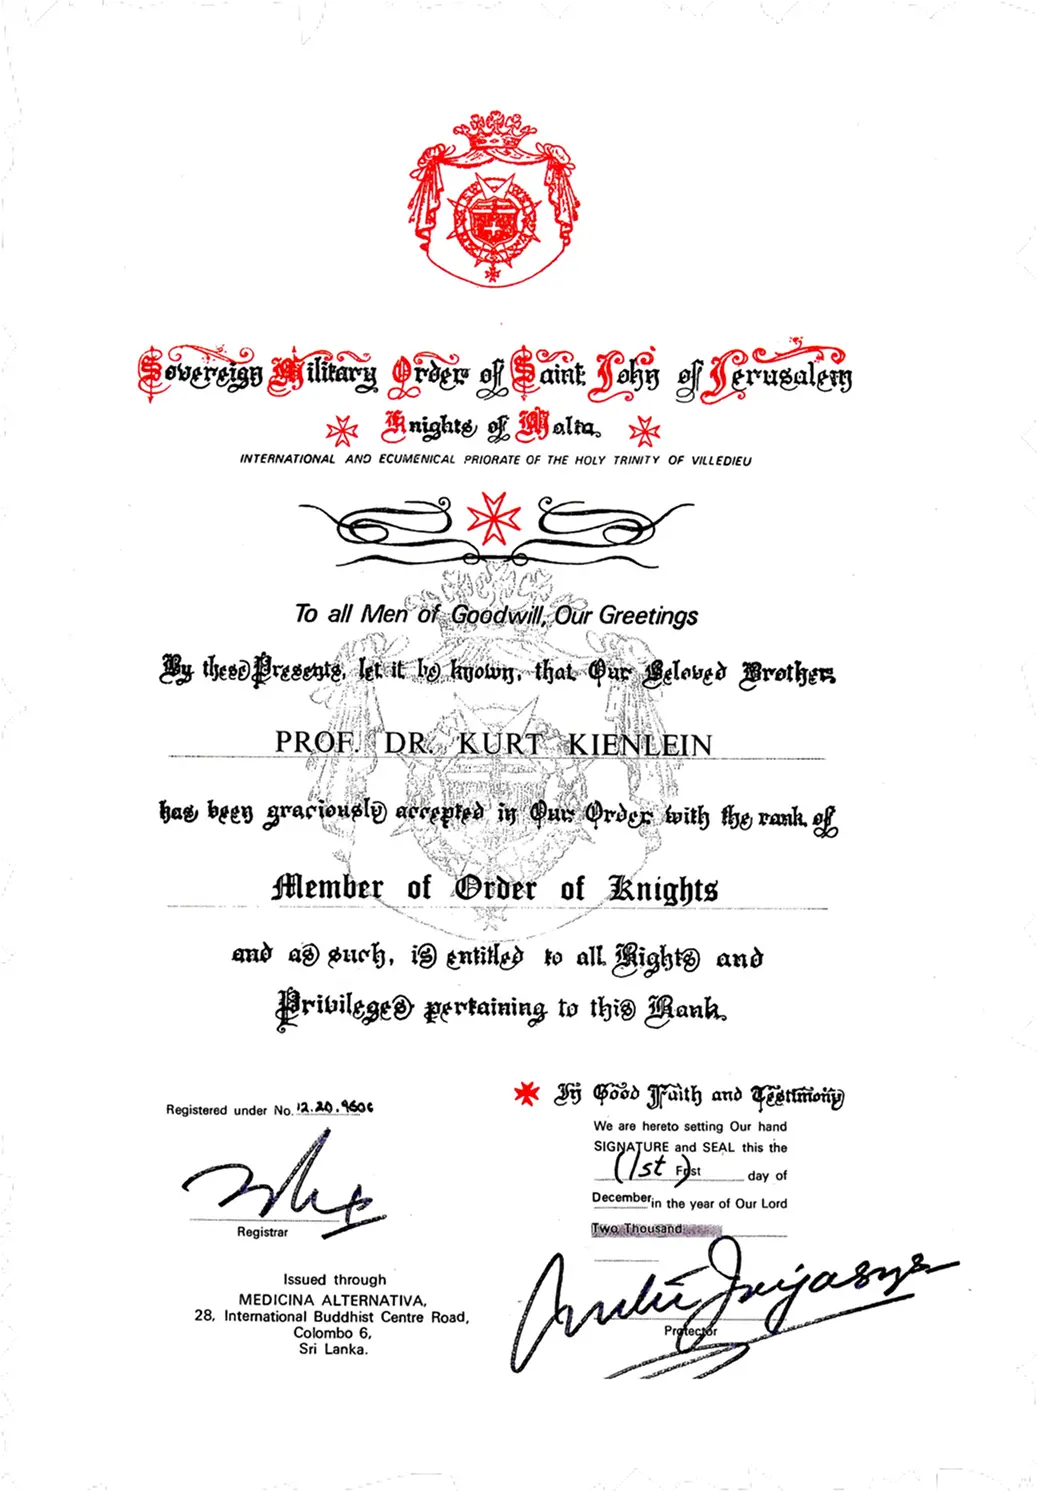 Sovereign Military Order of Saint John of Jerusalem
Knights of Malta
INTERNATIONAL AND ECUMENICAL PRIORATE OF THE HOLY TRINITY OF VILLEDIEU
To all Men of Goodwill, Our Greetings
By these Presents, let it be known, that Our Beloved Brother
PROF. DR. KURT KIENLEIN
has been graciously accepted in Our Order with the rank of
Member of Order of Knights
and as such, is entitled to all Rights and
Privileges pertaining to this Rank
In Good Faith and Testimony
We are hereto setting Our hand
SIGNATURE and SEAL this the
(1st) First day of
December in the year of Our Lord
Two Thousand
Protector
Registered under No.
Registrar
Issued through
MEDICINA ALTERNATIVA,
28, International Buddhist Centre Road,
Colombo 6,
Sri Lanka.